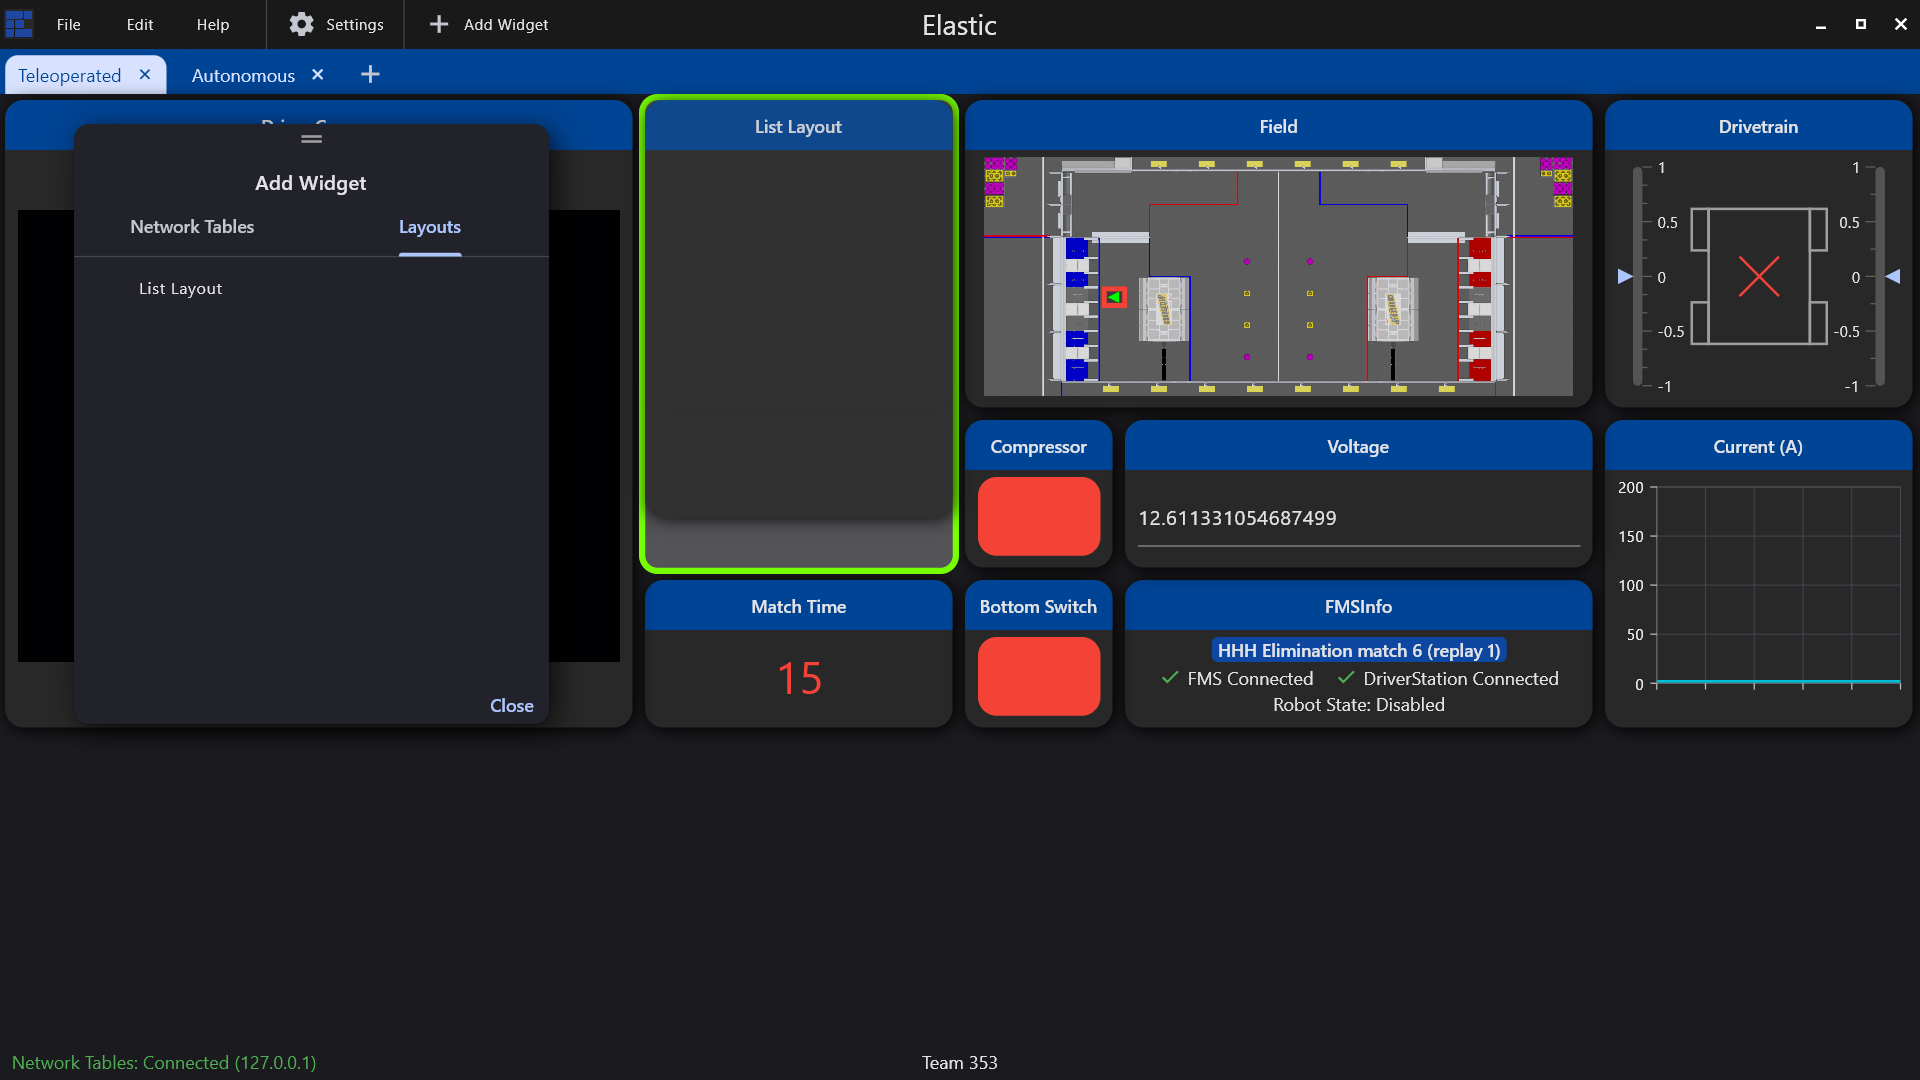 File Edit Help Settings Add Widget Elastic
Teleoperated Autonomous
Add Widget
Network Tables Layouts
List Layout
Close
List Layout
Field
Drivetrain
1 1
0.5 0.5
0 0
-0.5 -0.5
-1 -1
Compressor
Voltage
12.611331054687499
Current (A)
200
150
100
50
0
Match Time
15
Bottom Switch
FMSInfo
HHH Elimination match 6 (replay 1)
FMS Connected DriverStation Connected
Robot State: Disabled
Network Tables: Connected (127.0.0.1)
Team 353